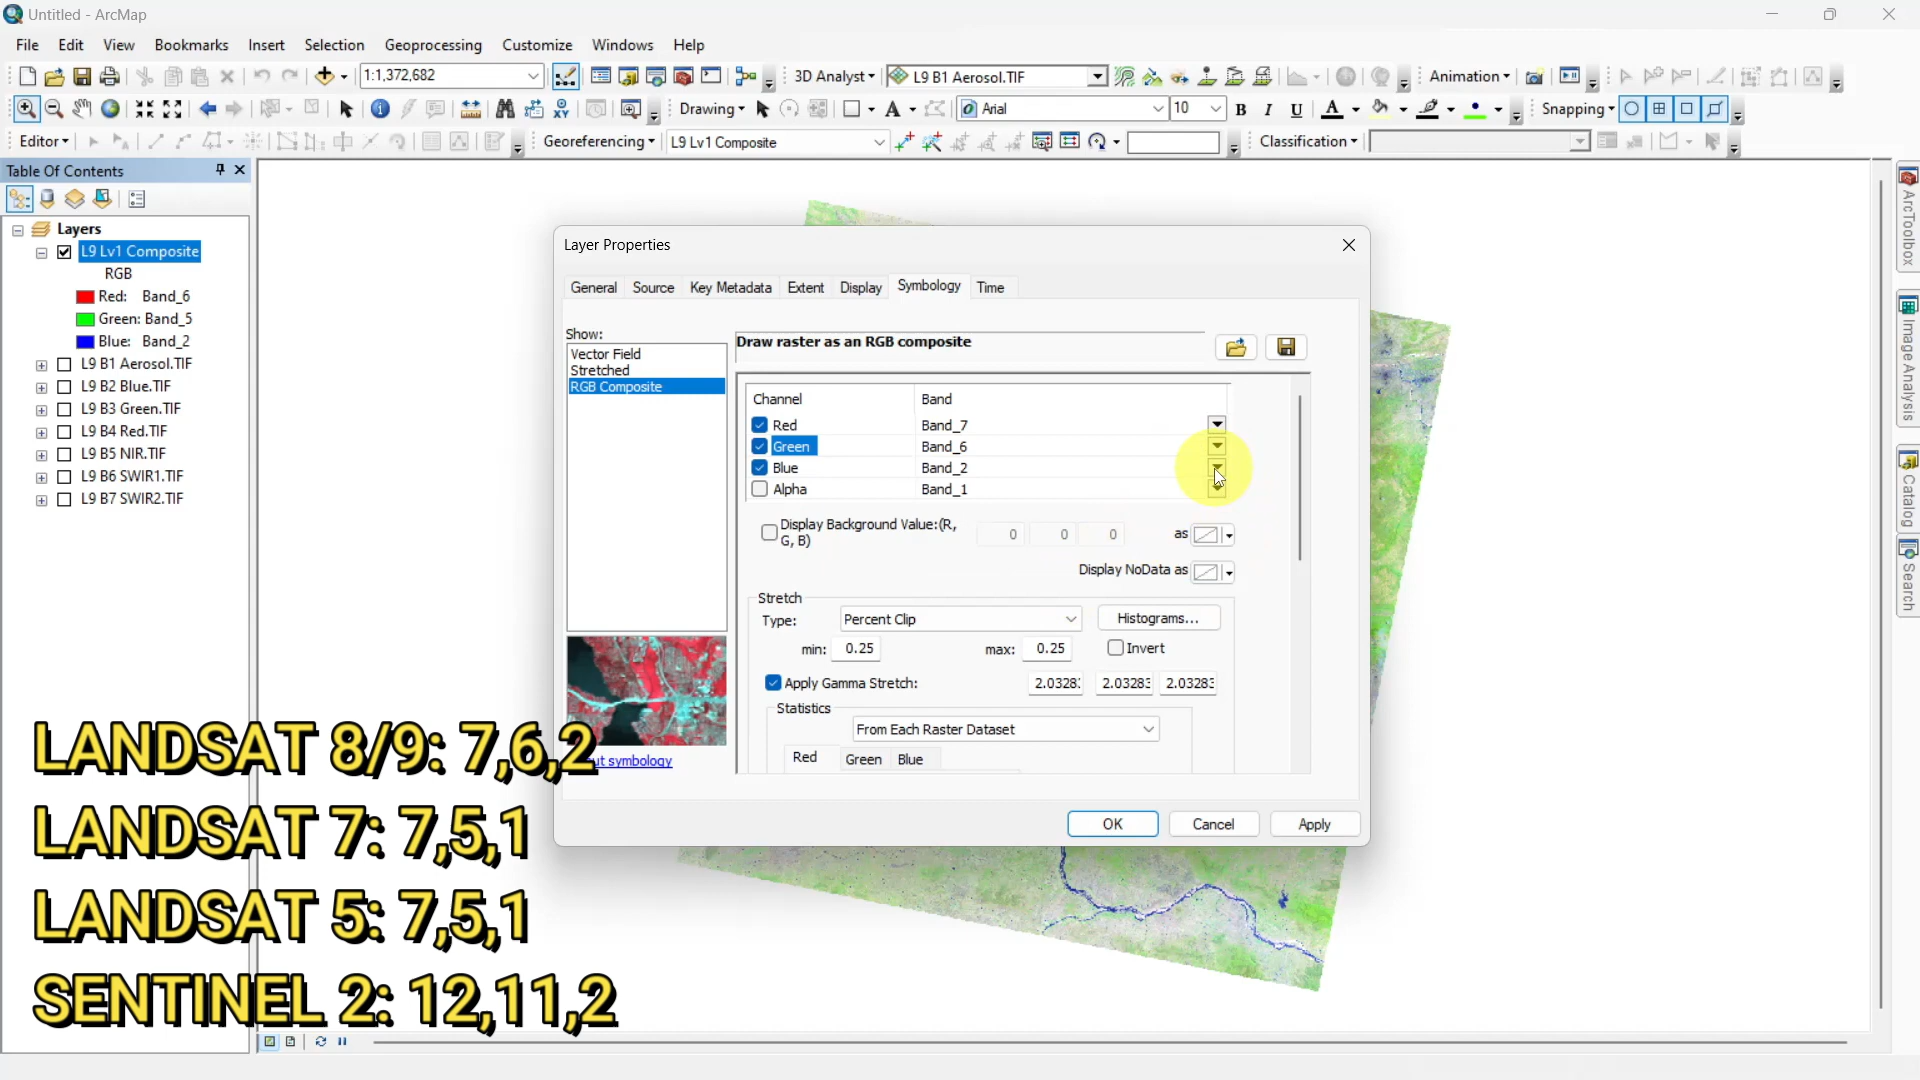 Untitled - ArcMap
File Edit View Bookmarks Insert Selection Geoprocessing Customize Windows Help
1:1,372,682 3D Analyst L9 B1 Aerosol.TIF Animation
Drawing Arial 10 B I U A Snapping
Editor Georeferencing L9 Lv1 Composite Classification
Table Of Contents
Layers
L9 Lv1 Composite
RGB
Red: Band_6
Green: Band_5
Blue: Band_2
L9 B1 Aerosol.TIF
L9 B2 Blue.TIF
L9 B3 Green.TIF
L9 B4 Red.TIF
L9 B5 NIR.TIF
L9 B6 SWIR1.TIF
L9 B7 SWIR2.TIF
Layer Properties
General Source Key Metadata Extent Display Symbology Time
Show:
Vector Field
Stretched
RGB Composite
Draw raster as an RGB composite
Channel Band
Red Band_7
Green Band_6
Blue Band_2
Alpha Band_1
Display Background Value:(R, G, B) 0 0 0 as
Display NoData as
Stretch
Type: Percent Clip Histograms...
min: 0.25 max: 0.25 Invert
Apply Gamma Stretch: 2.0328: 2.03283 2.03283
Statistics
From Each Raster Dataset
Red Green Blue
ut symbology
OK Cancel Apply
ArcToolbox
Image Analysis
Catalog
Search
LANDSAT 8/9: 7,6,2
LANDSAT 7: 7,5,1
LANDSAT 5: 7,5,1
SENTINEL 2: 12,11,2